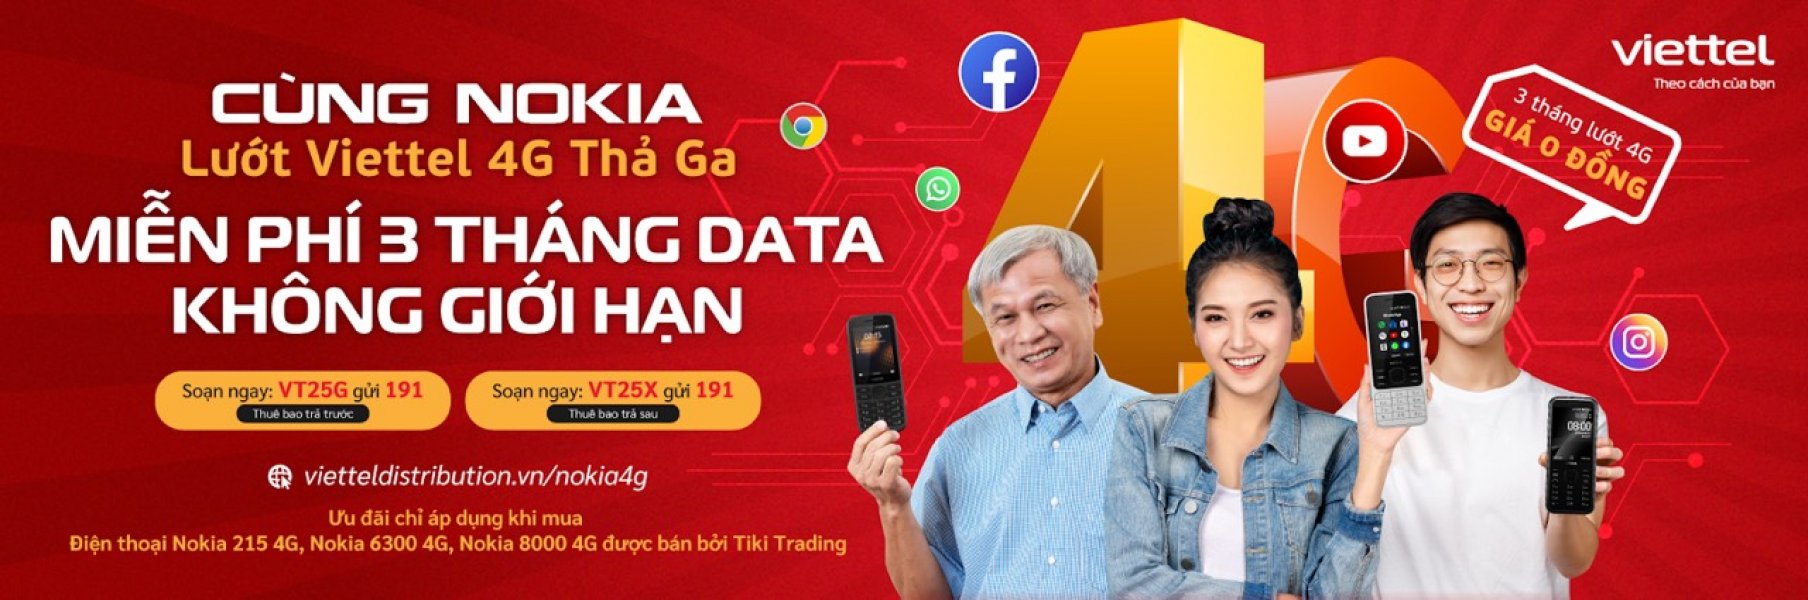 CÙNG NOKIA
Lướt Viettel 4G Thả Ga
MIỄN PHÍ 3 THÁNG DATA
KHÔNG GIỚI HẠN
Soạn ngay: VT25G gửi 191
Thuê bao trả trước
Soạn ngay: VT25X gửi 191
Thuê bao trả sau
vietteldistribution.vn/nokia4g
Ưu đãi chỉ áp dụng khi mua
Điện thoại Nokia 215 4G, Nokia 6300 4G, Nokia 8000 4G được bán bởi Tiki Trading
4G
viettel
Theo cách của bạn
3 tháng lướt 4G
GIÁ 0 ĐỒNG
08:00